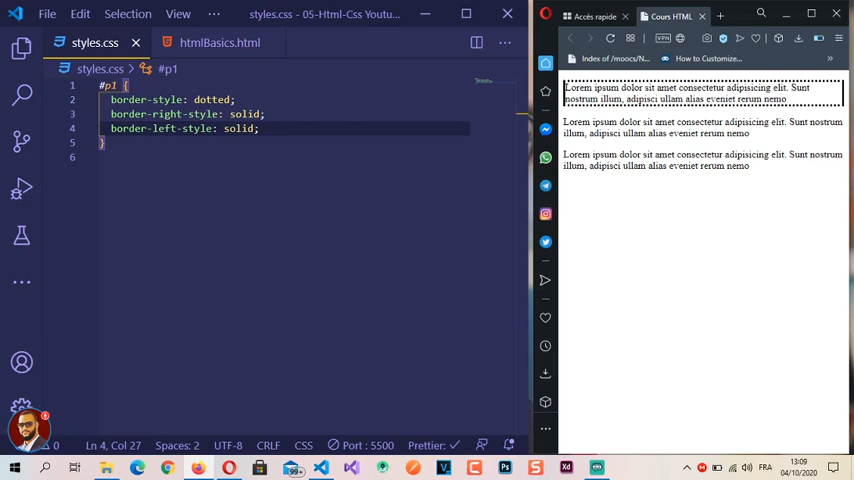 File Edit Selection View styles.css - 05-Html-Css Youtu...
styles.css htmlBasics.html
styles.css > #p1
1 #p1 {
2 border-style: dotted;
3 border-right-style: solid;
4 border-left-style: solid;
5 }
6
0 Ln 4, Col 27 Spaces: 2 UTF-8 CRLF CSS Port : 5500 Prettier:
Accès rapide Cours HTML
VPN
Index of /moocs/N... How to Customize...
Lorem ipsum dolor sit amet consectetur adipisicing elit. Sunt
nostrum illum, adipisci ullam alias eveniet rerum nemo
Lorem ipsum dolor sit amet consectetur adipisicing elit. Sunt nostrum
illum, adipisci ullam alias eveniet rerum nemo
Lorem ipsum dolor sit amet consectetur adipisicing elit. Sunt nostrum
illum, adipisci ullam alias eveniet rerum nemo
99+ Ps Xd FRA 13:09
04/10/2020